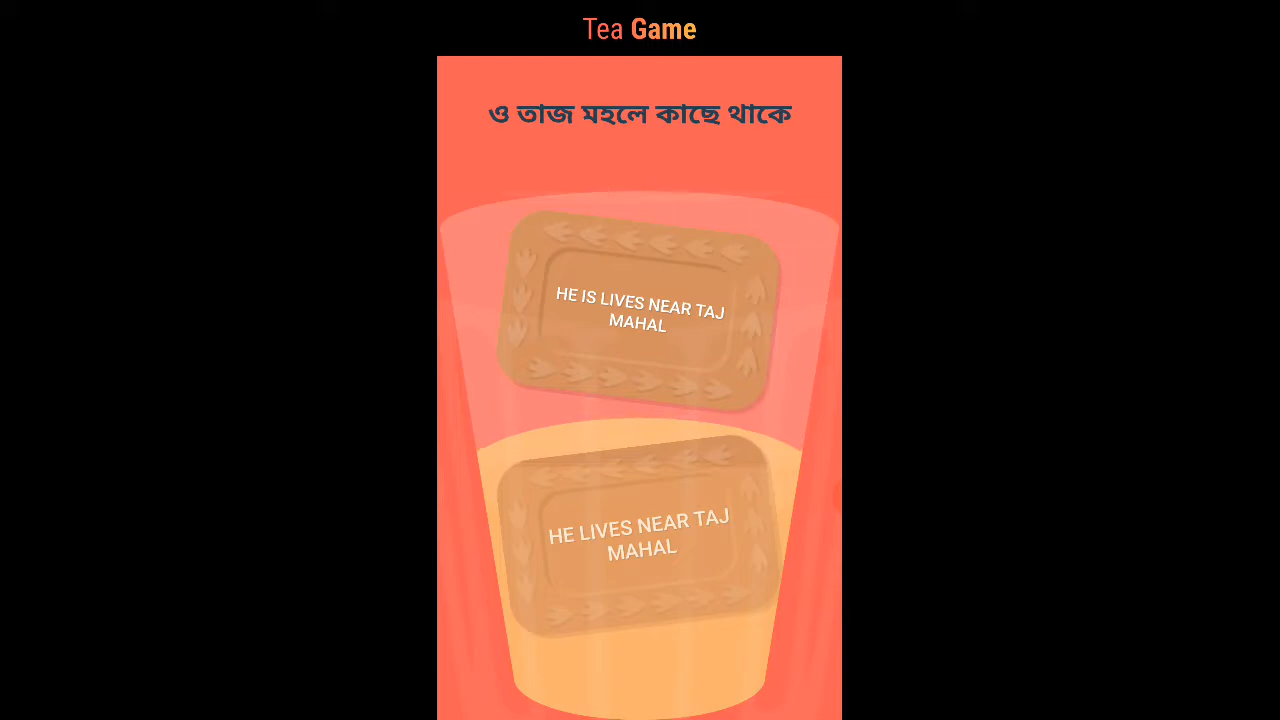 Tea Game
ও তাজ মহলে কাছে থাকে
HE IS LIVES NEAR TAJ
MAHAL
HE LIVES NEAR TAJ
MAHAL